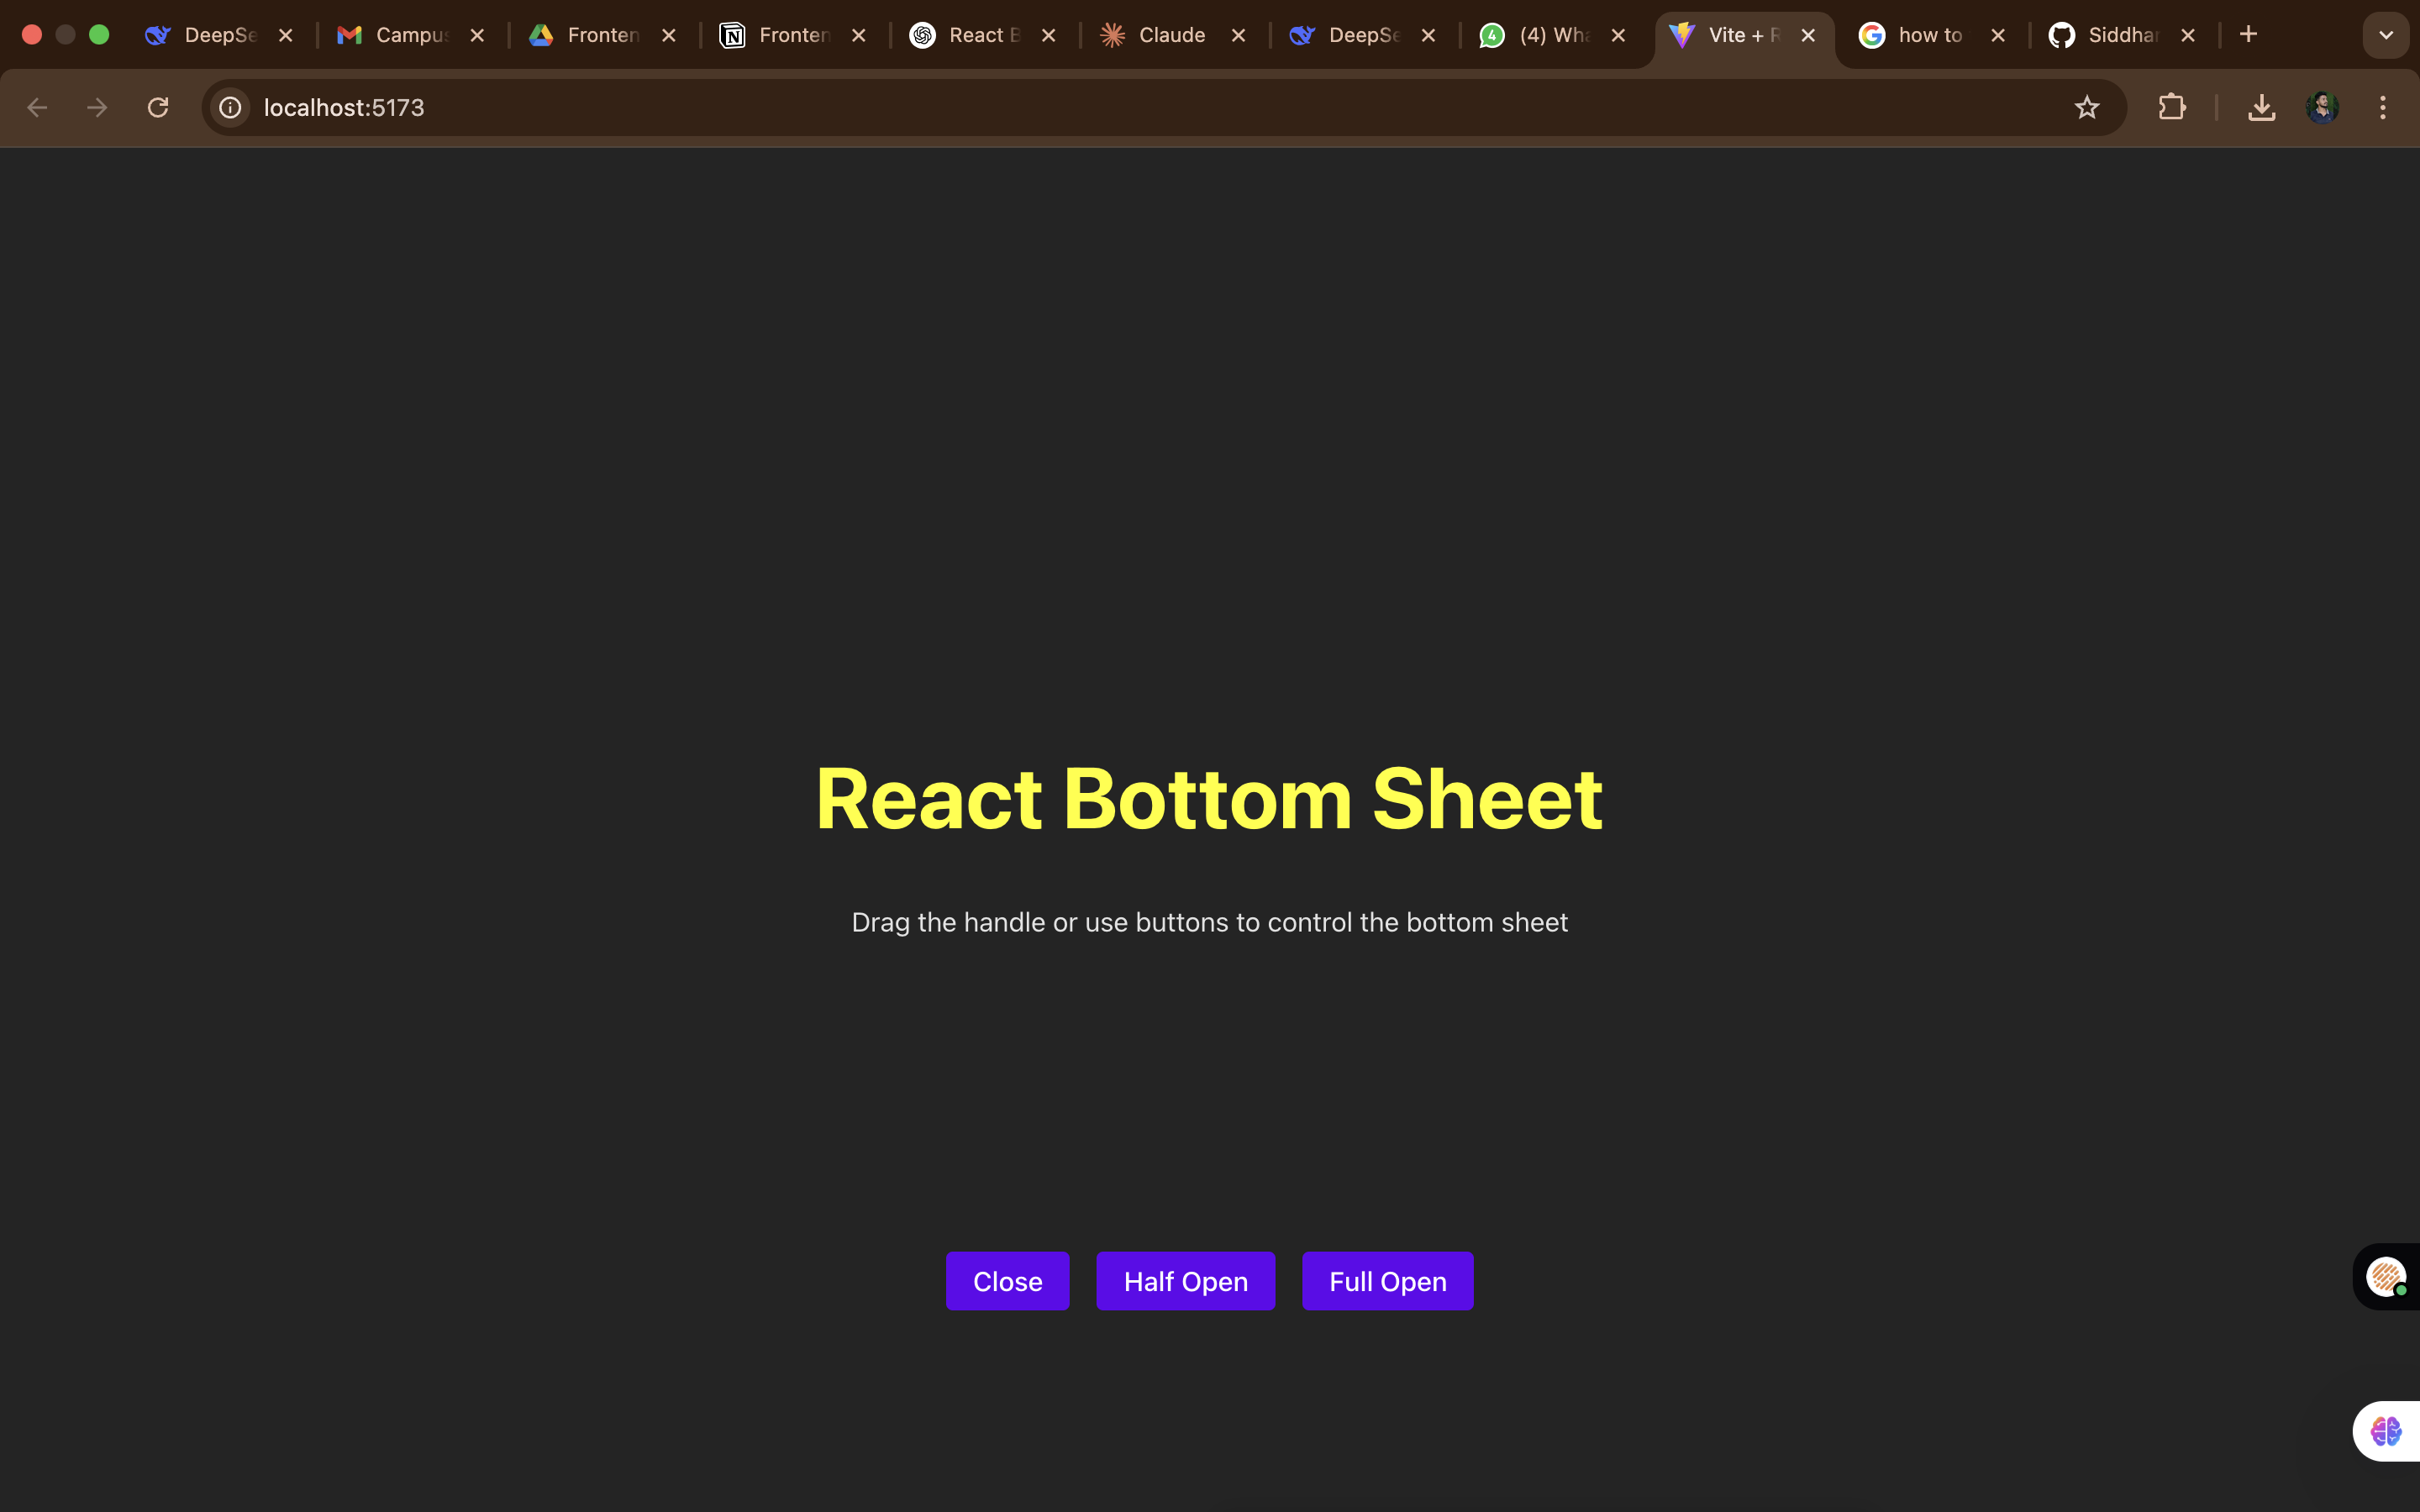 DeepSe Campus Fronten Fronten React B Claude DeepSe 4 (4) Wha Vite + R how to Siddhar
localhost:5173
React Bottom Sheet
Drag the handle or use buttons to control the bottom sheet
Close Half Open Full Open